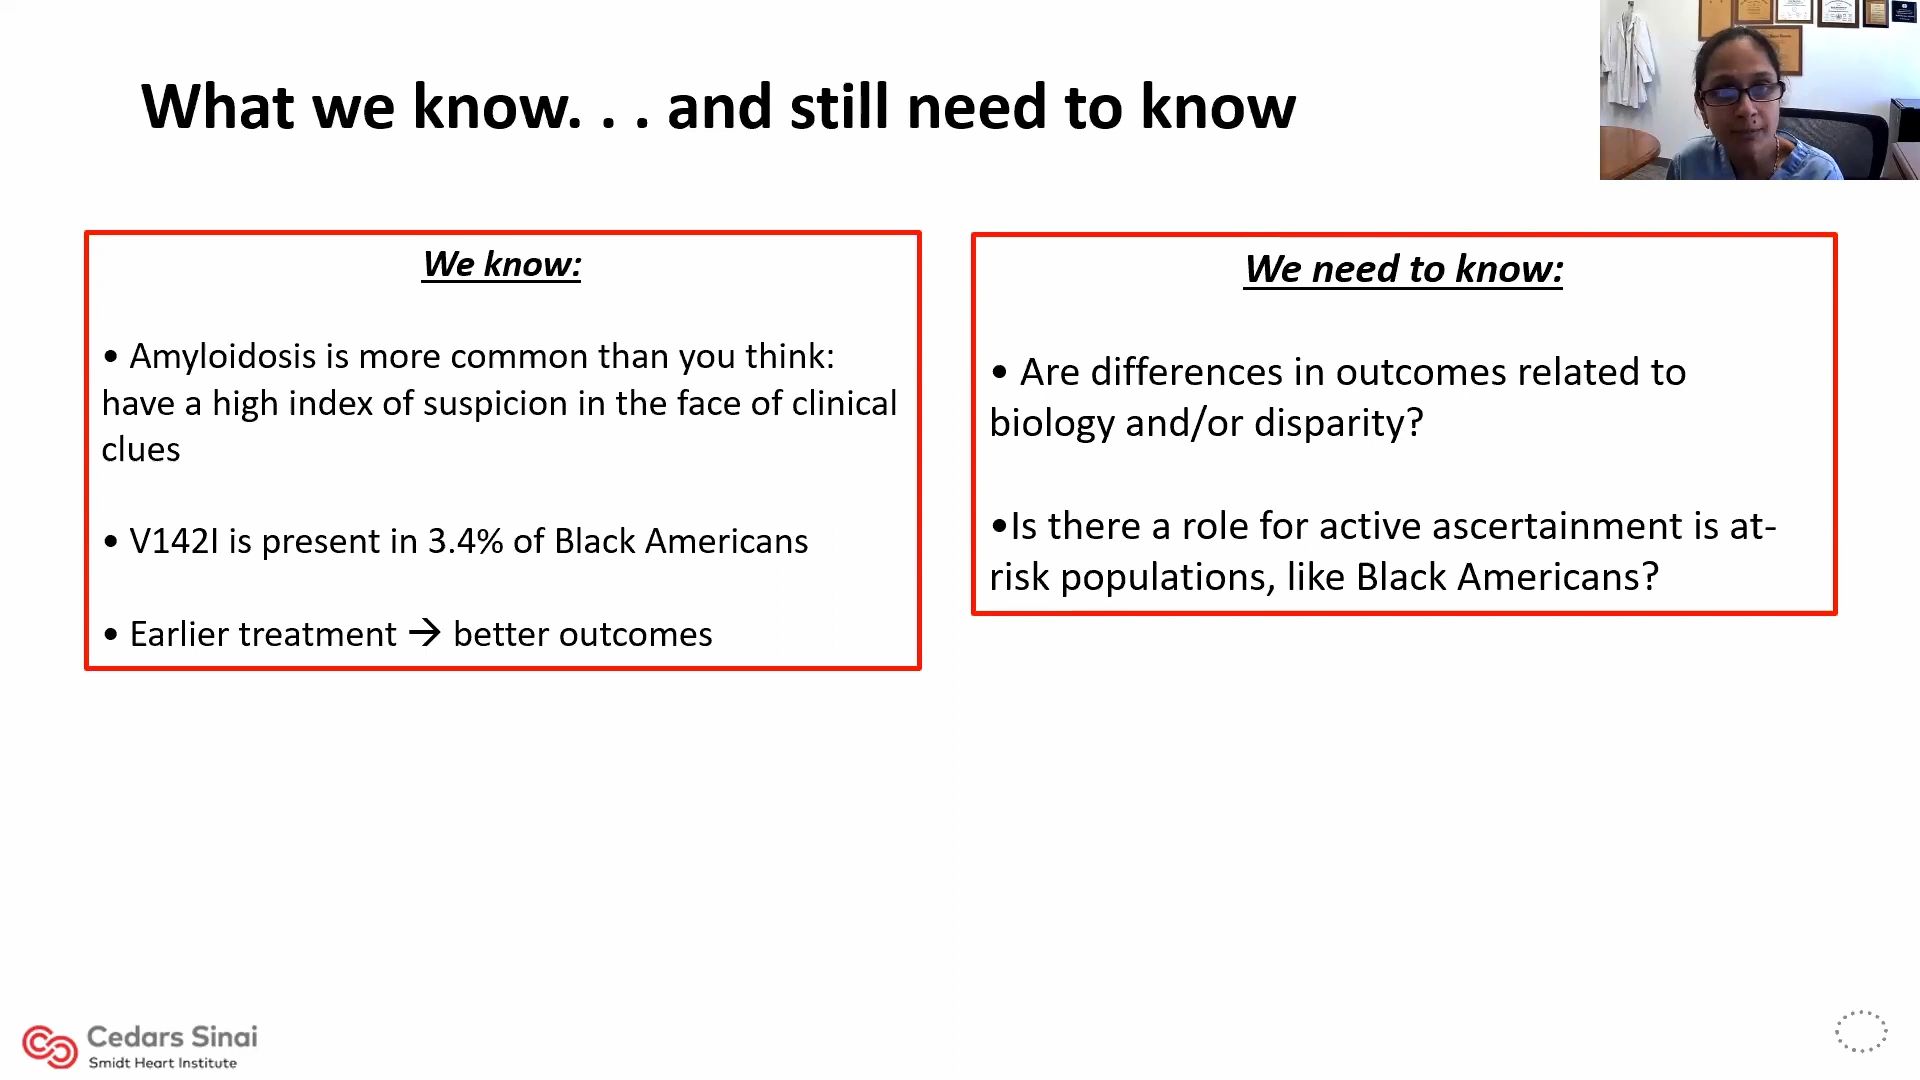 What we know. . . and still need to know
We know:
• Amyloidosis is more common than you think:
have a high index of suspicion in the face of clinical
clues
• V142I is present in 3.4% of Black Americans
• Earlier treatment → better outcomes
We need to know:
• Are differences in outcomes related to
biology and/or disparity?
•Is there a role for active ascertainment is at-
risk populations, like Black Americans?
Cedars Sinai
Smidt Heart Institute